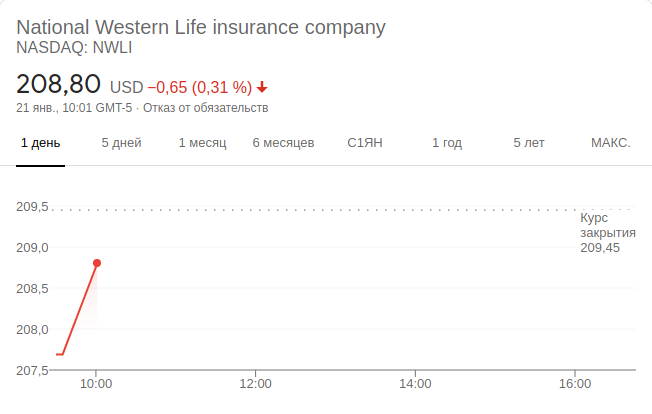 National Western Life insurance company
NASDAQ: NWLI
208,80 USD −0,65 (0,31 %)
21 янв., 10:01 GMT-5 · Отказ от обязательств
1 день 5 дней 1 месяц 6 месяцев С1ЯН 1 год 5 лет МАКС.
209,5
Курс
закрытия
209,0
209,45
208,5
208,0
207,5
10:00 12:00 14:00 16:00